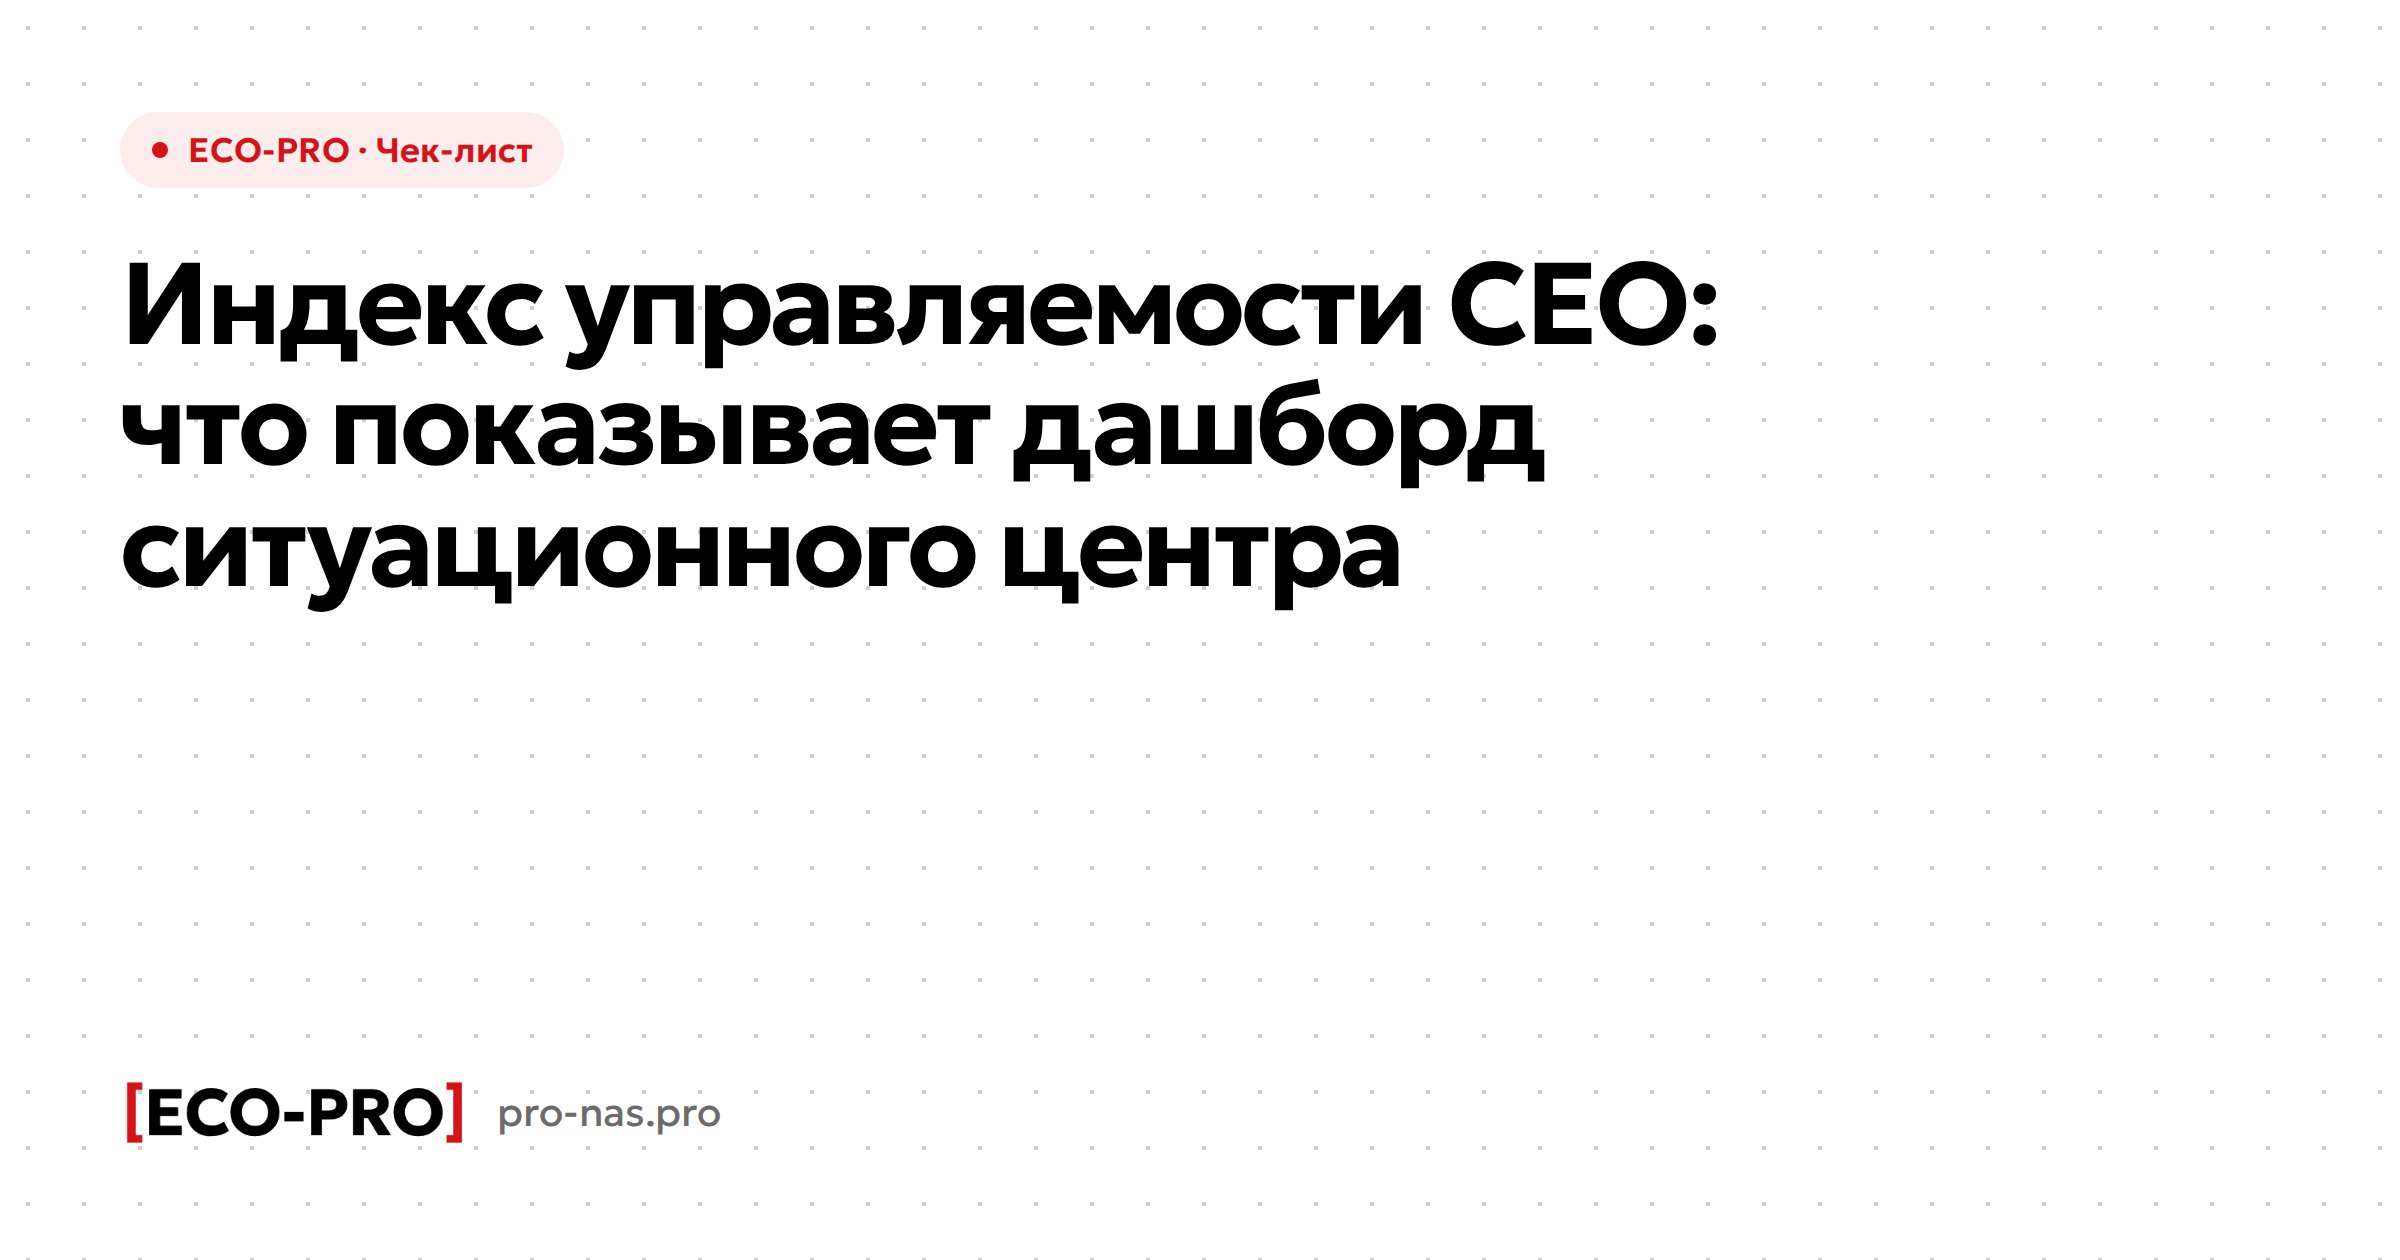 ECO-PRO · Чек-лист
Индекс управляемости CEO:
что показывает дашборд
ситуационного центра
[ECO-PRO] pro-nas.pro